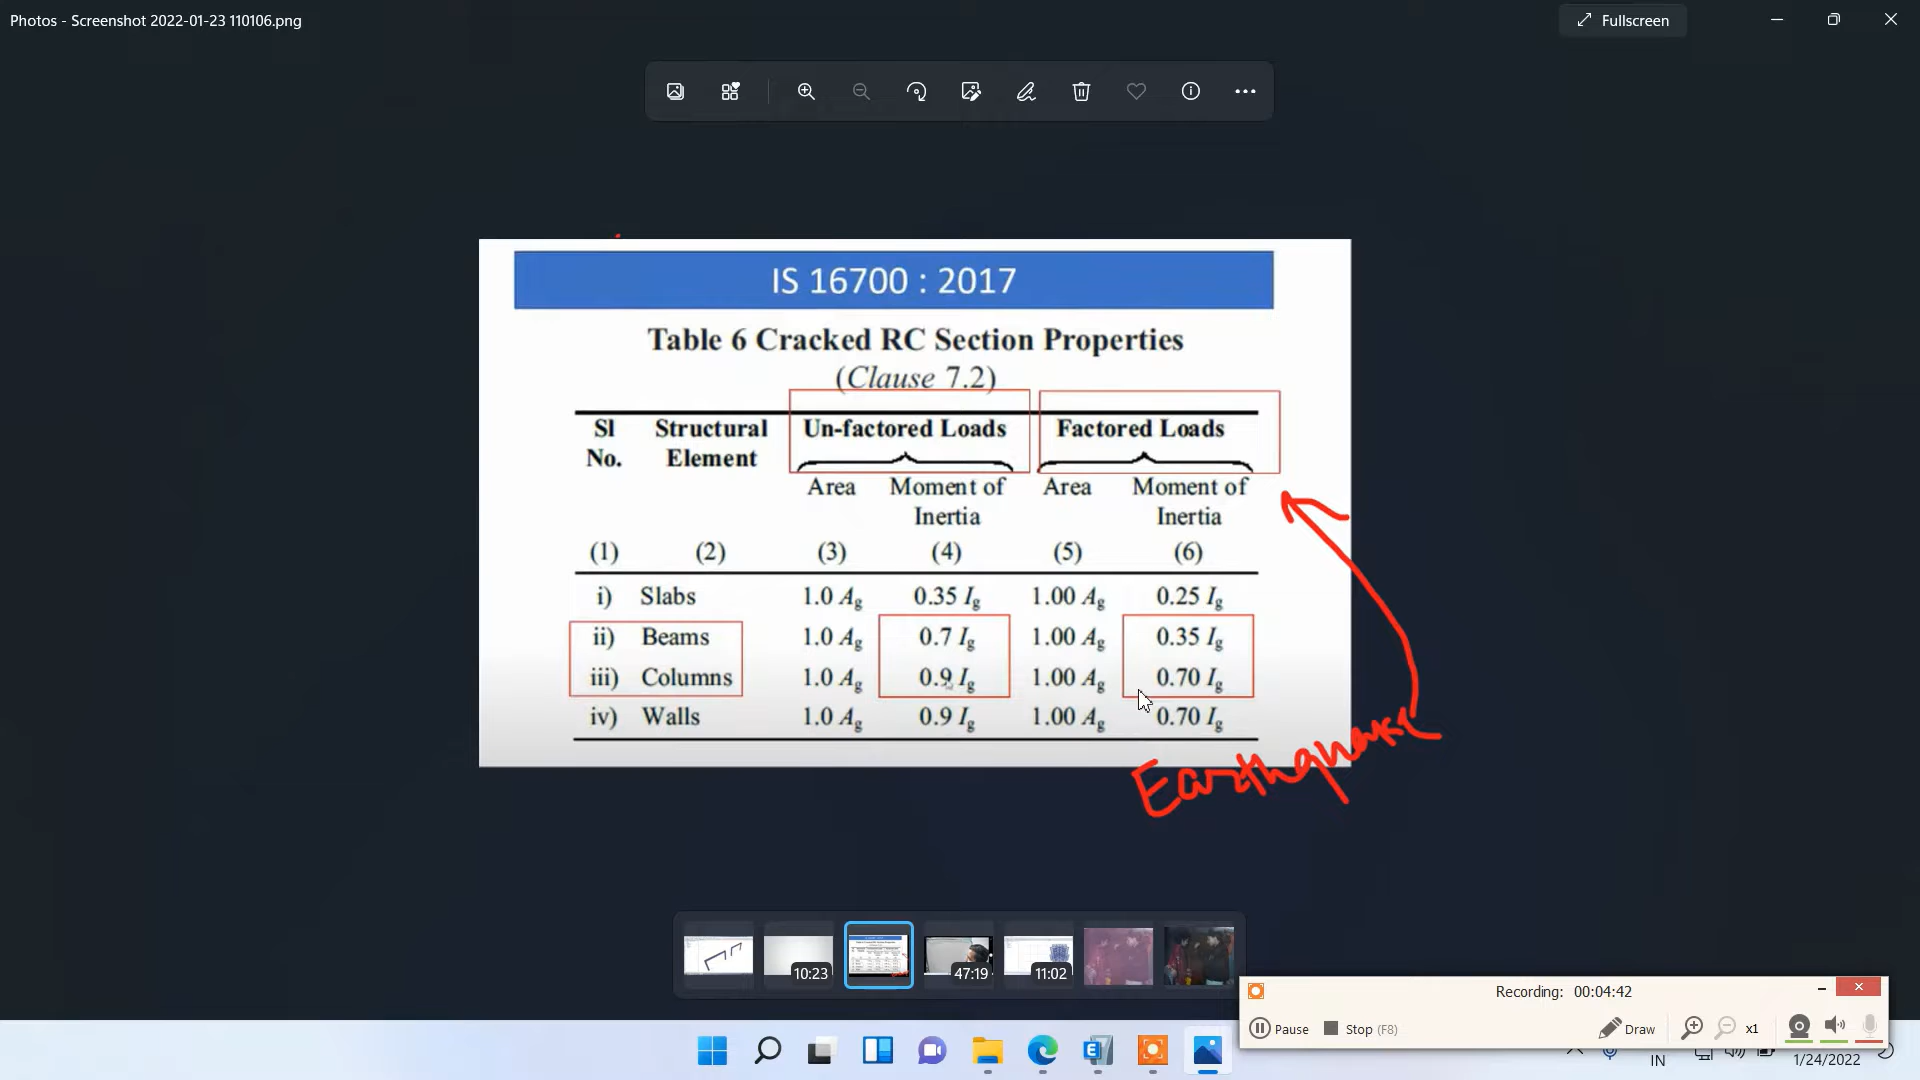 Photos - Screenshot 2022-01-23 110106.png
Fullscreen
IS 16700 : 2017
Table 6 Cracked RC Section Properties
(Clause 7.2)
Sl No. Structural Element Un-factored Loads Factored Loads
Area Moment of Inertia Area Moment of Inertia
(1) (2) (3) (4) (5) (6)
i) Slabs 1.0 Ag 0.35 Ig 1.00 Ag 0.25 Ig
ii) Beams 1.0 Ag 0.7 Ig 1.00 Ag 0.35 Ig
iii) Columns 1.0 Ag 0.9 Ig 1.00 Ag 0.70 Ig
iv) Walls 1.0 Ag 0.9 Ig 1.00 Ag 0.70 Ig
Earthquake
10:23 47:19 11:02
Recording: 00:04:42
Pause Stop (F8) Draw x1
IN 1/24/2022